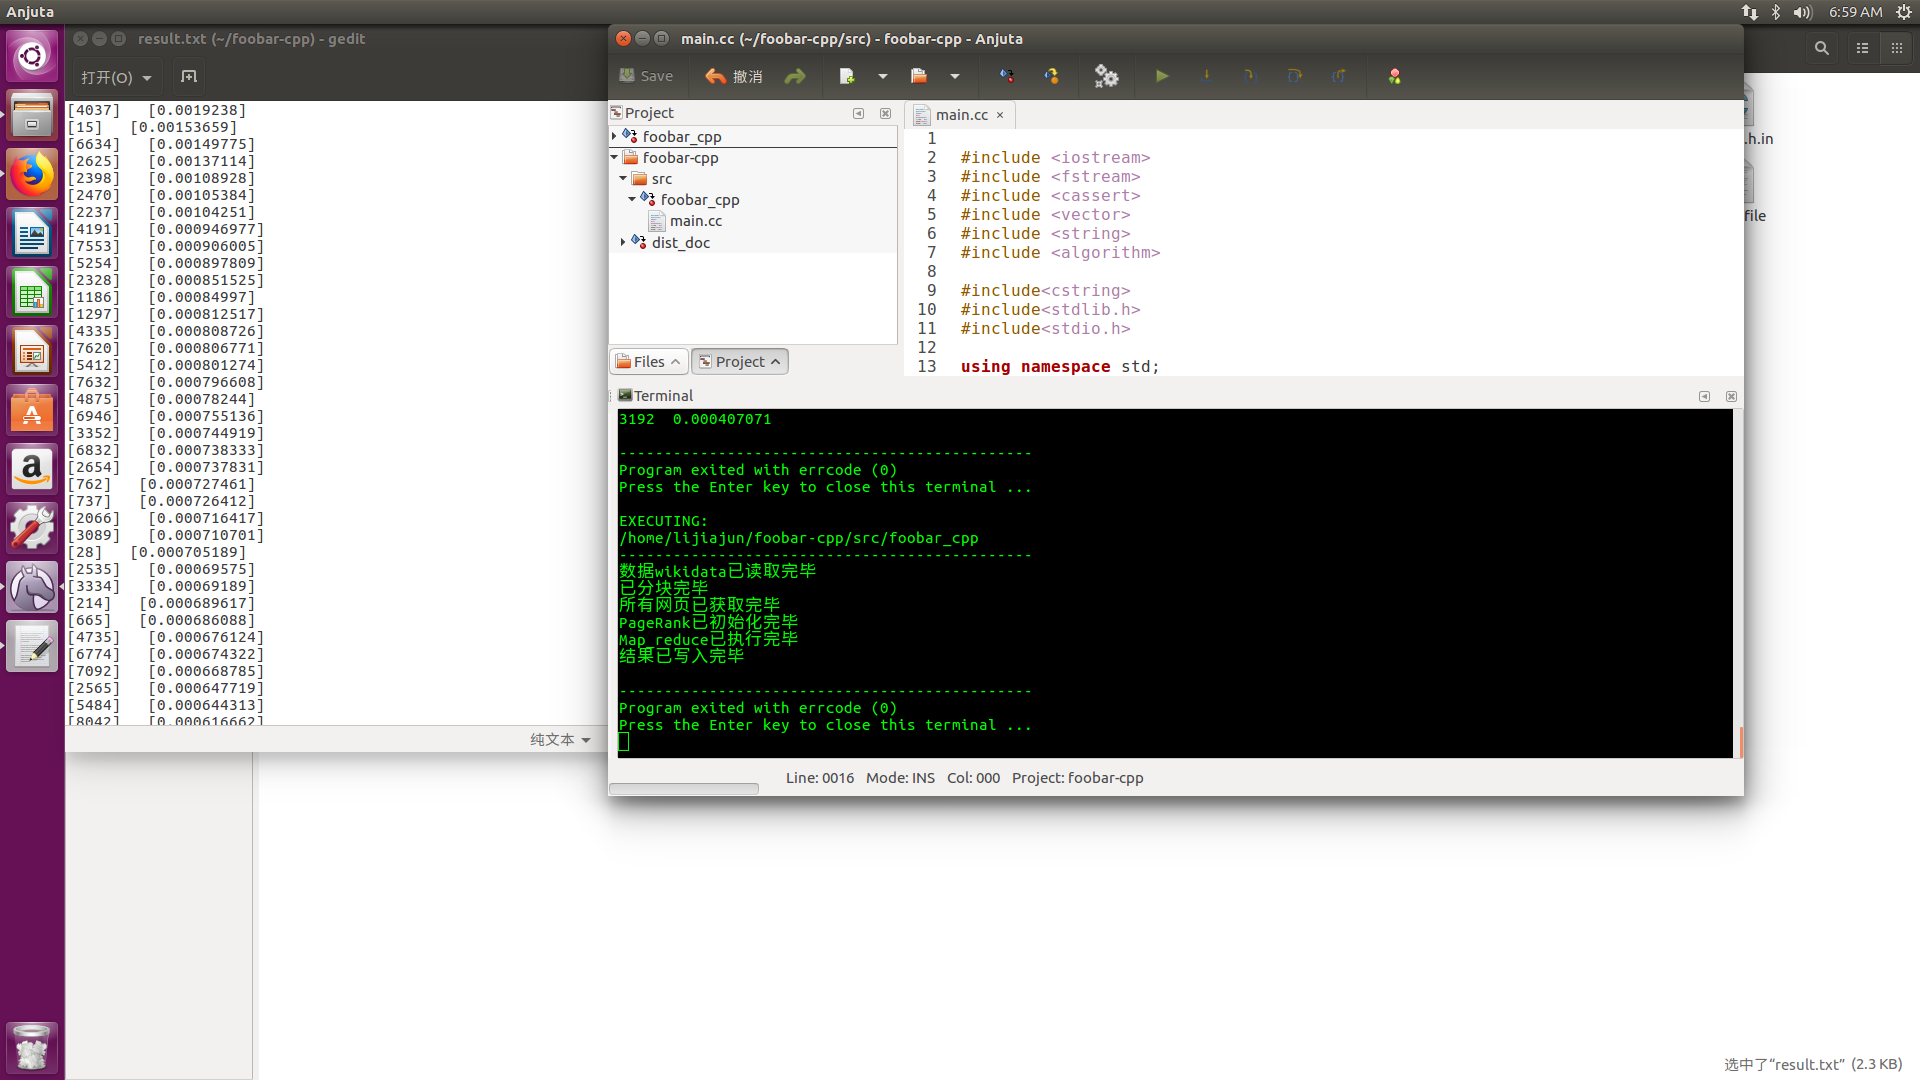 Anjuta
6:59 AM
result.txt (~/foobar-cpp) - gedit
打开(O)
[4037]   [0.0019238]
[15]   [0.00153659]
[6634]   [0.00149775]
[2625]   [0.00137114]
[2398]   [0.00108928]
[2470]   [0.00105384]
[2237]   [0.00104251]
[4191]   [0.000946977]
[7553]   [0.000906005]
[5254]   [0.000897809]
[2328]   [0.000851525]
[1186]   [0.00084997]
[1297]   [0.000812517]
[4335]   [0.000808726]
[7620]   [0.000806771]
[5412]   [0.000801274]
[7632]   [0.000796608]
[4875]   [0.00078244]
[6946]   [0.000755136]
[3352]   [0.000744919]
[6832]   [0.000738333]
[2654]   [0.000737831]
[762]   [0.000727461]
[737]   [0.000726412]
[2066]   [0.000716417]
[3089]   [0.000710701]
[28]   [0.000705189]
[2535]   [0.00069575]
[3334]   [0.00069189]
[214]   [0.000689617]
[665]   [0.000686088]
[4735]   [0.000676124]
[6774]   [0.000674322]
[7092]   [0.000668785]
[2565]   [0.000647719]
[5484]   [0.000644313]
[8042]   [0.000616662]
纯文本
main.cc (~/foobar-cpp/src) - foobar-cpp - Anjuta
Save 撤消
Project
foobar_cpp
foobar-cpp
src
foobar_cpp
main.cc
dist_doc
Files Project
main.cc ×
1
2 #include <iostream>
3 #include <fstream>
4 #include <cassert>
5 #include <vector>
6 #include <string>
7 #include <algorithm>
8
9 #include<cstring>
10 #include<stdlib.h>
11 #include<stdio.h>
12
13 using namespace std;
Terminal
3192  0.000407071
----------------------------------------------
Program exited with errcode (0)
Press the Enter key to close this terminal ...
EXECUTING:
/home/lijiajun/foobar-cpp/src/foobar_cpp
----------------------------------------------
数据wikidata已读取完毕
已分块完毕
所有网页已获取完毕
PageRank已初始化完毕
Map_reduce已执行完毕
结果已写入完毕
----------------------------------------------
Program exited with errcode (0)
Press the Enter key to close this terminal ...
Line: 0016 Mode: INS Col: 000 Project: foobar-cpp
.h.in
file
选中了“result.txt” (2.3 KB)